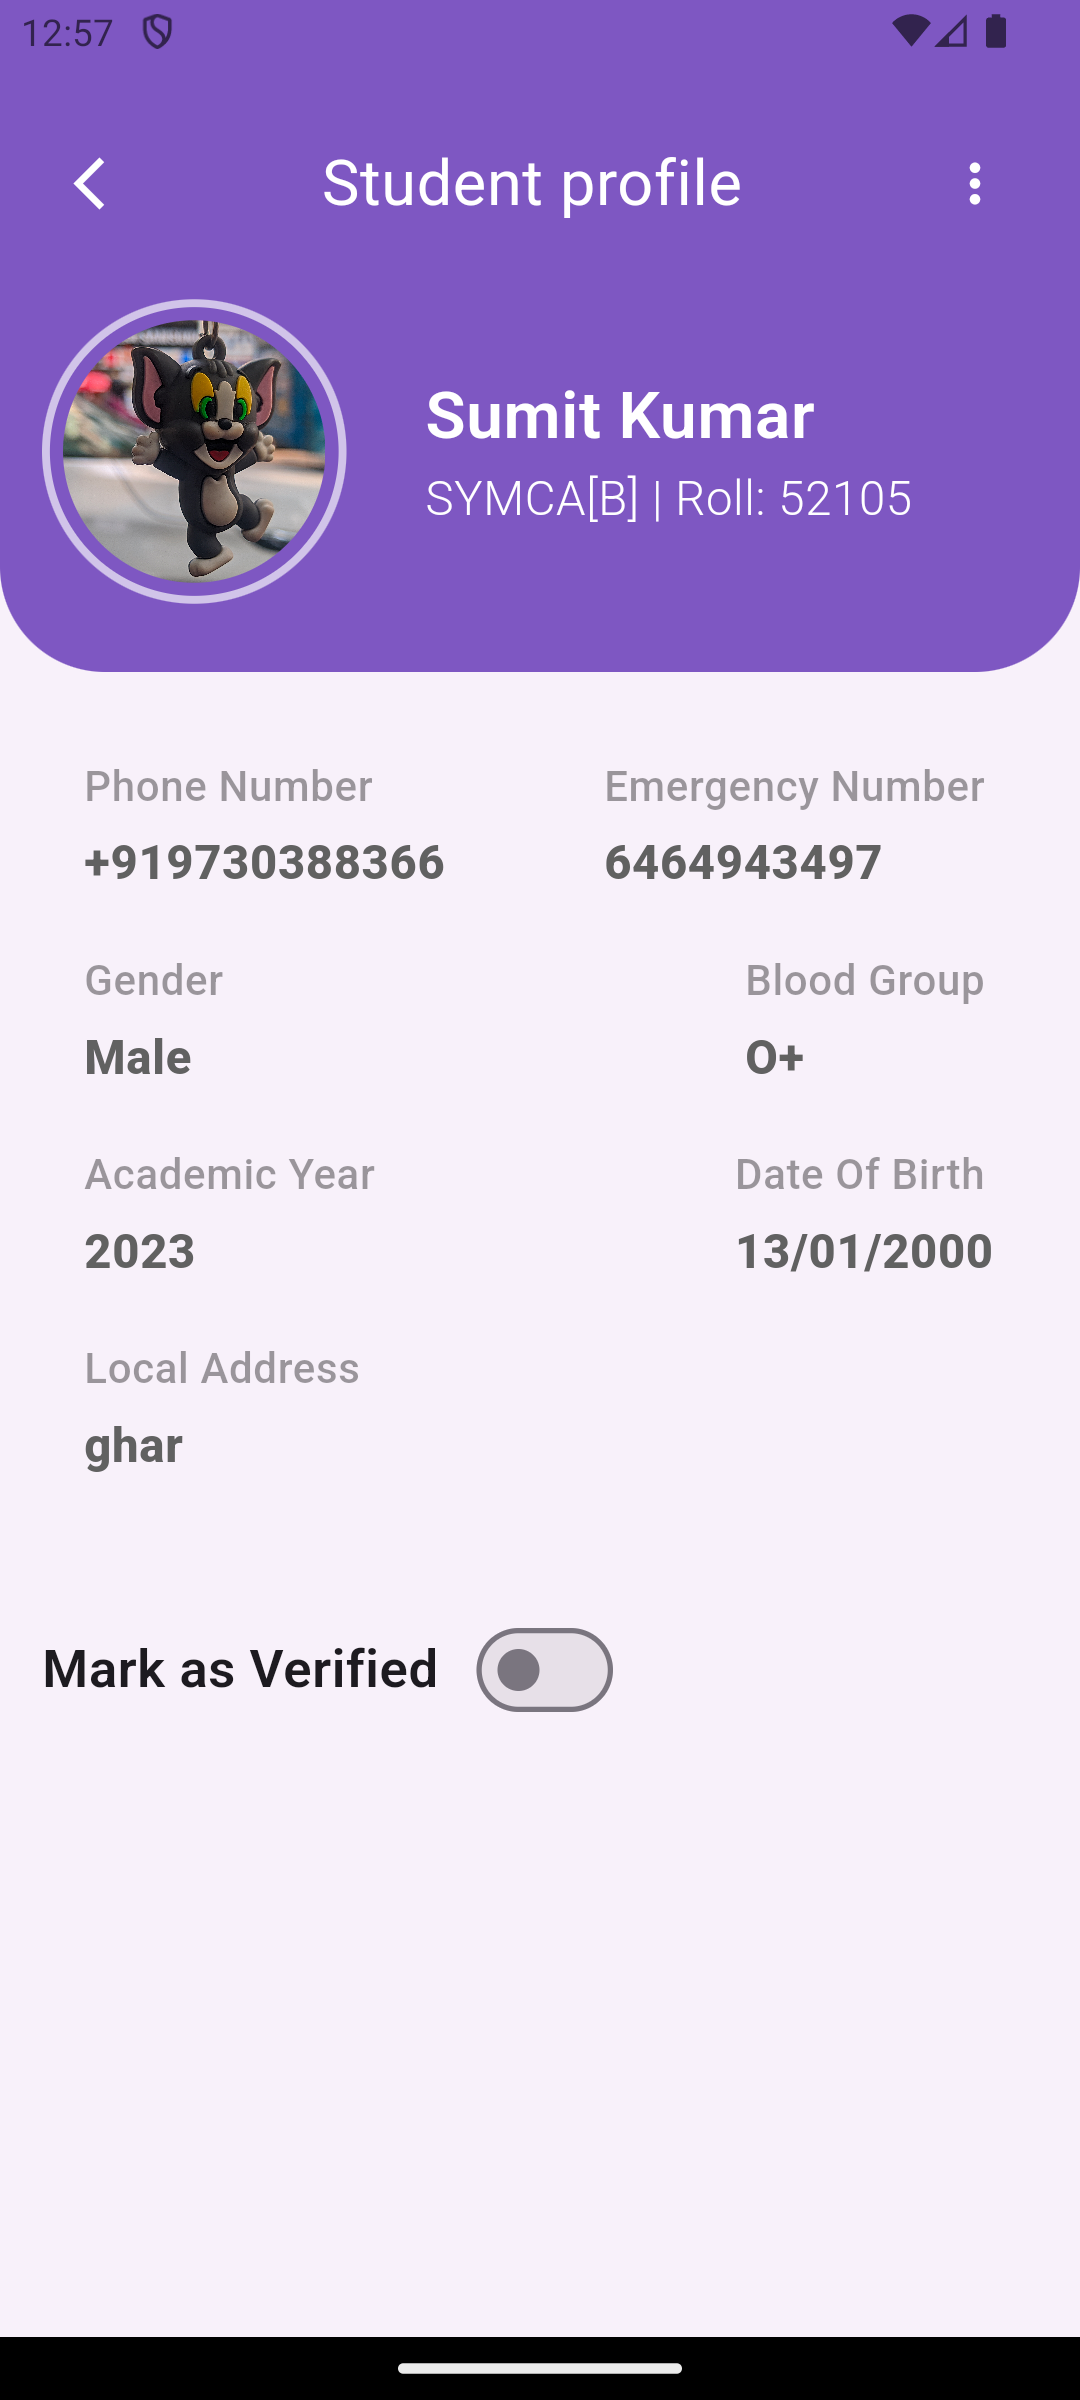 12:57
Student profile
Sumit Kumar
SYMCA[B] | Roll: 52105
Phone Number
Emergency Number
+919730388366
6464943497
Gender
Blood Group
Male
O+
Academic Year
Date Of Birth
2023
13/01/2000
Local Address
ghar
Mark as Verified